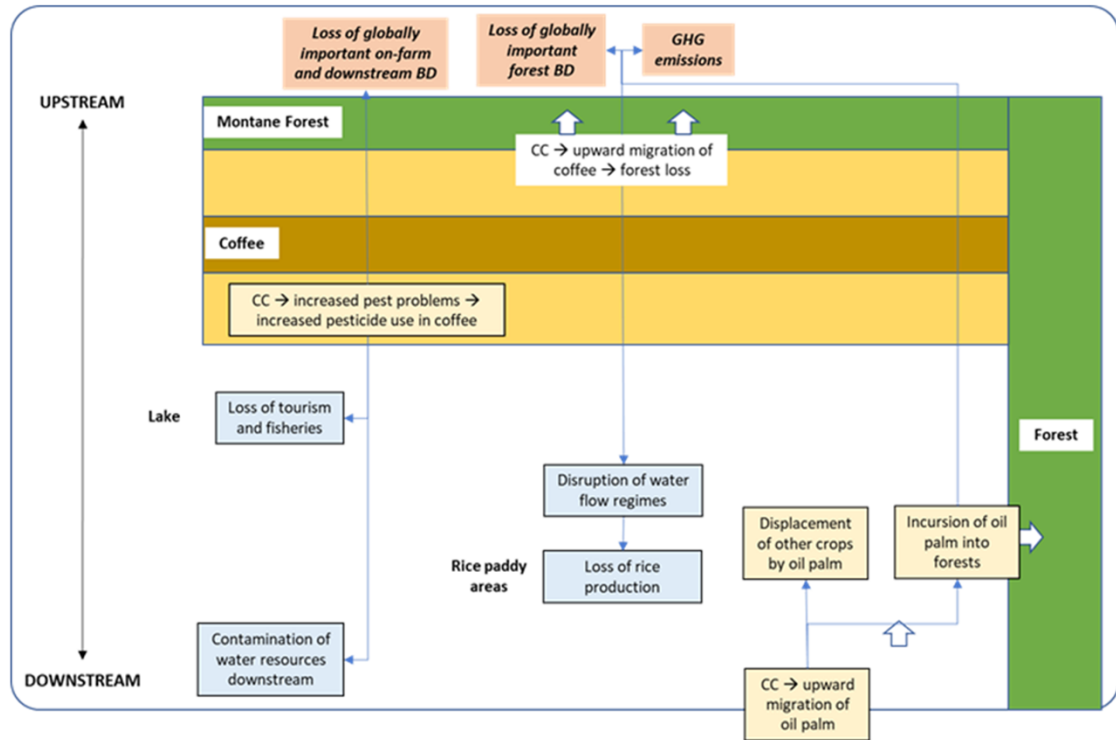 Loss of globally
important on-farm
and downstream BD
Loss of globally
important
forest BD
GHG
emissions
UPSTREAM
Montane Forest
CC → upward migration of
coffee → forest loss
Coffee
CC → increased pest problems →
increased pesticide use in coffee
Lake
Loss of tourism
and fisheries
Forest
Disruption of water
flow regimes
Displacement
of other crops
by oil palm
Incursion of oil
palm into
forests
Rice paddy
areas
Loss of rice
production
Contamination of
water resources
downstream
DOWNSTREAM
CC → upward
migration of
oil palm